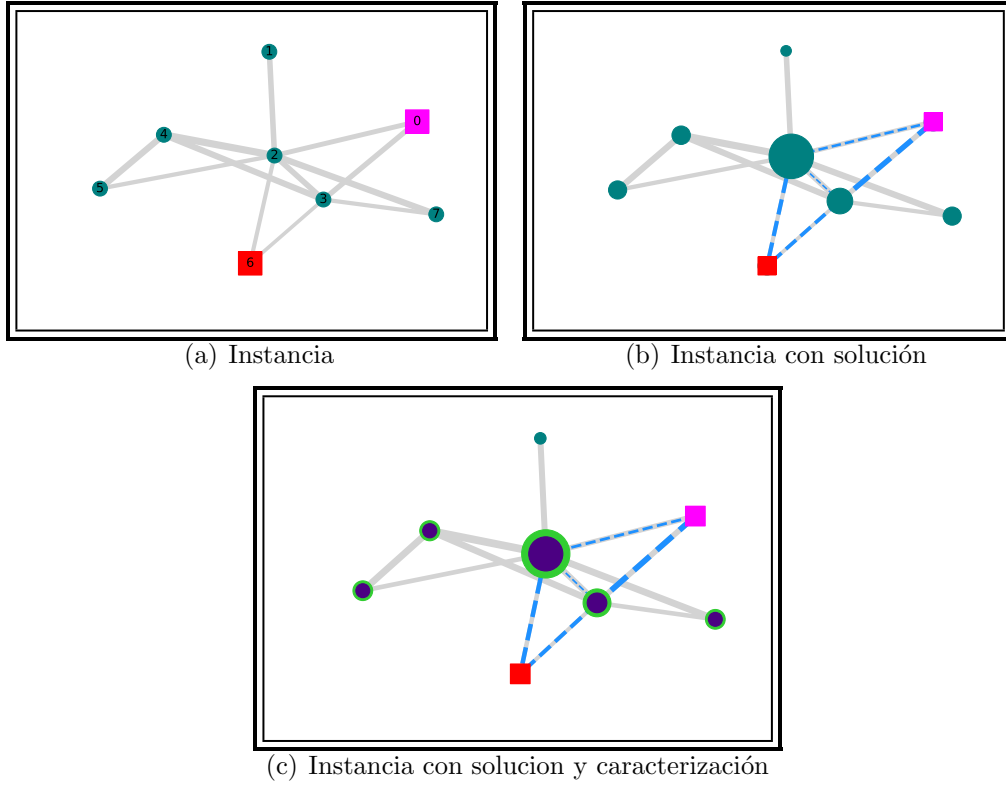 1
0
4
2
5
3
7
6
(a) Instancia
(b) Instancia con solución
(c) Instancia con solucion y caracterización